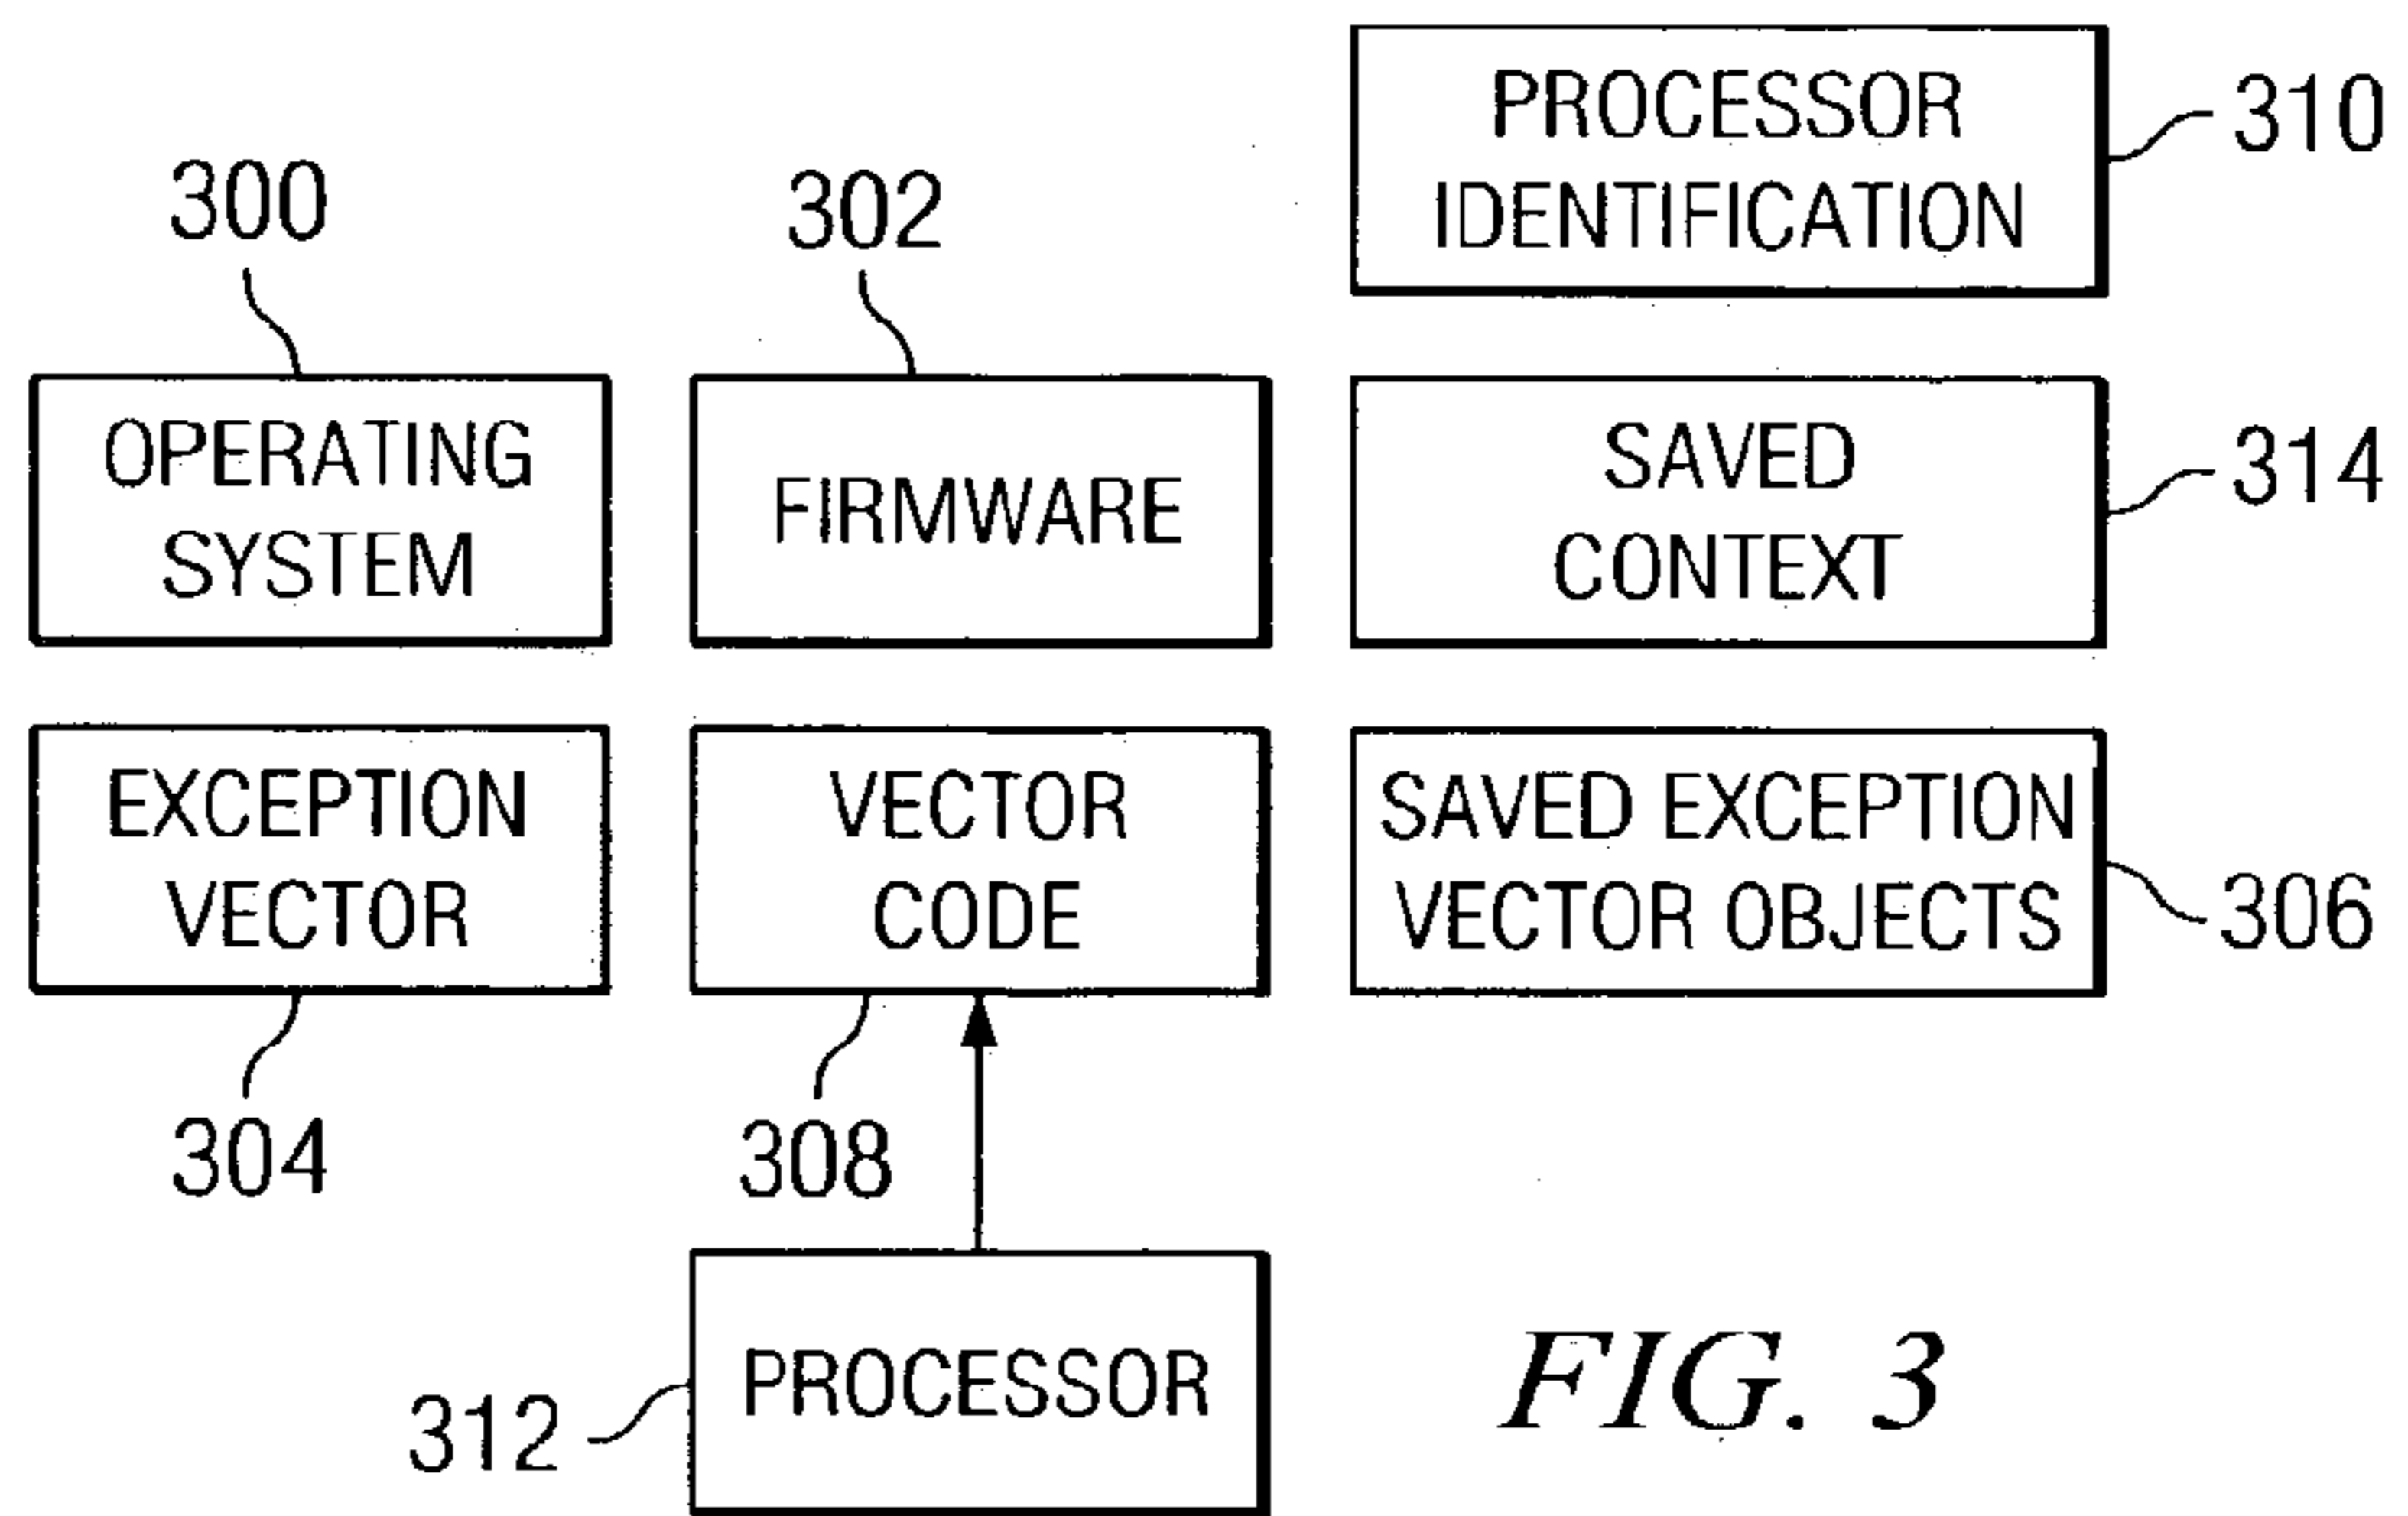 PROCESSOR
IDENTIFICATION
310
300
302
OPERATING
SYSTEM
FIRMWARE
SAVED
CONTEXT
314
EXCEPTION
VECTOR
VECTOR
CODE
SAVED EXCEPTION
VECTOR OBJECTS
306
304
308
PROCESSOR
312
FIG. 3